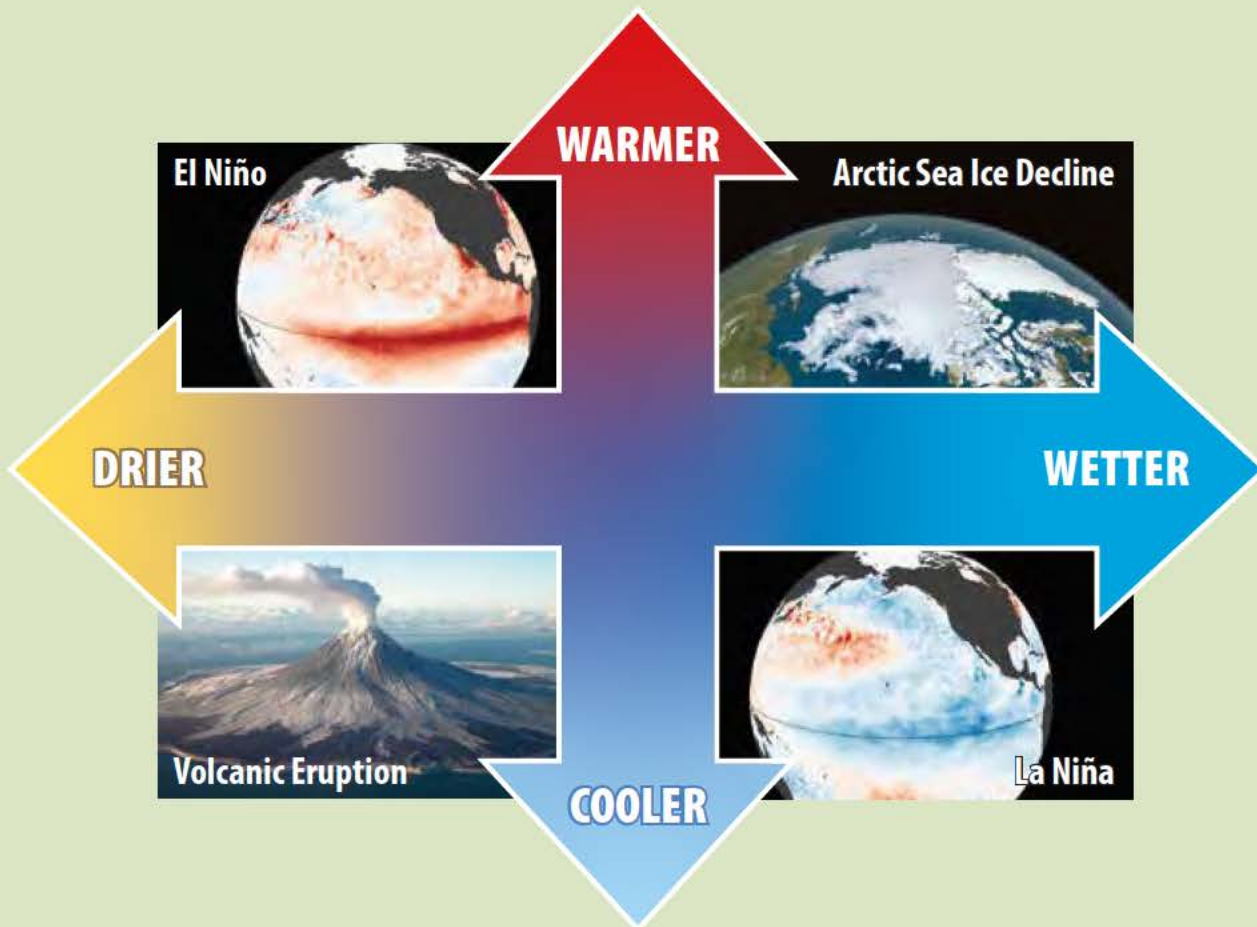 WARMER
El Niño
Arctic Sea Ice Decline
DRIER
WETTER
Volcanic Eruption
La Niña
COOLER